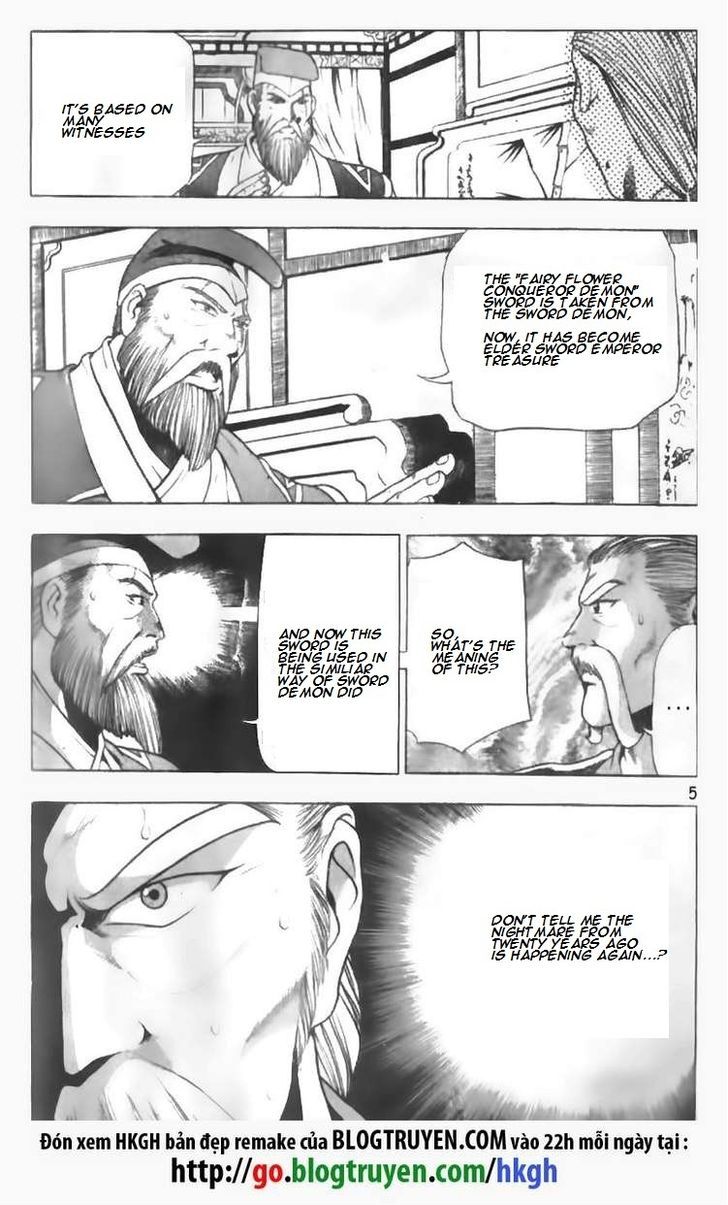 IT'S BASED ON
MANY
WITNESSES
THE "FAIRY FLOWER
CONQUEROR DEMON"
SWORD IS TAKEN FROM
THE SWORD DEMON,
NOW, IT HAS BECOME
ELDER SWORD EMPEROR
TREASURE
AND NOW THIS
SWORD IS
BEING USED IN
THE SIMILIAR
WAY OF SWORD
DEMON DID
SO,
WHAT'S THE
MEANING
OF THIS?
...
5
DON'T TELL ME THE
NIGHTMARE FROM
TWENTY YEARS AGO
IS HAPPENING AGAIN...?
Đón xem HKGH bản đẹp remake của BLOGTRUYEN.COM vào 22h mỗi ngày tại :
http://go.blogtruyen.com/hkgh